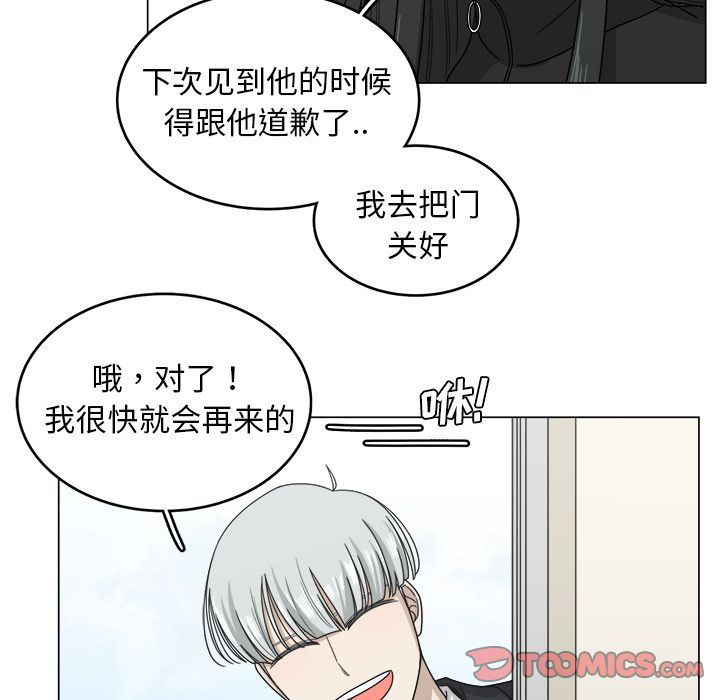 下次见到他的时候
得跟他道歉了..
我去把门
关好
哦，对了！
我很快就会再来的
咻！
TOOMICS.COM